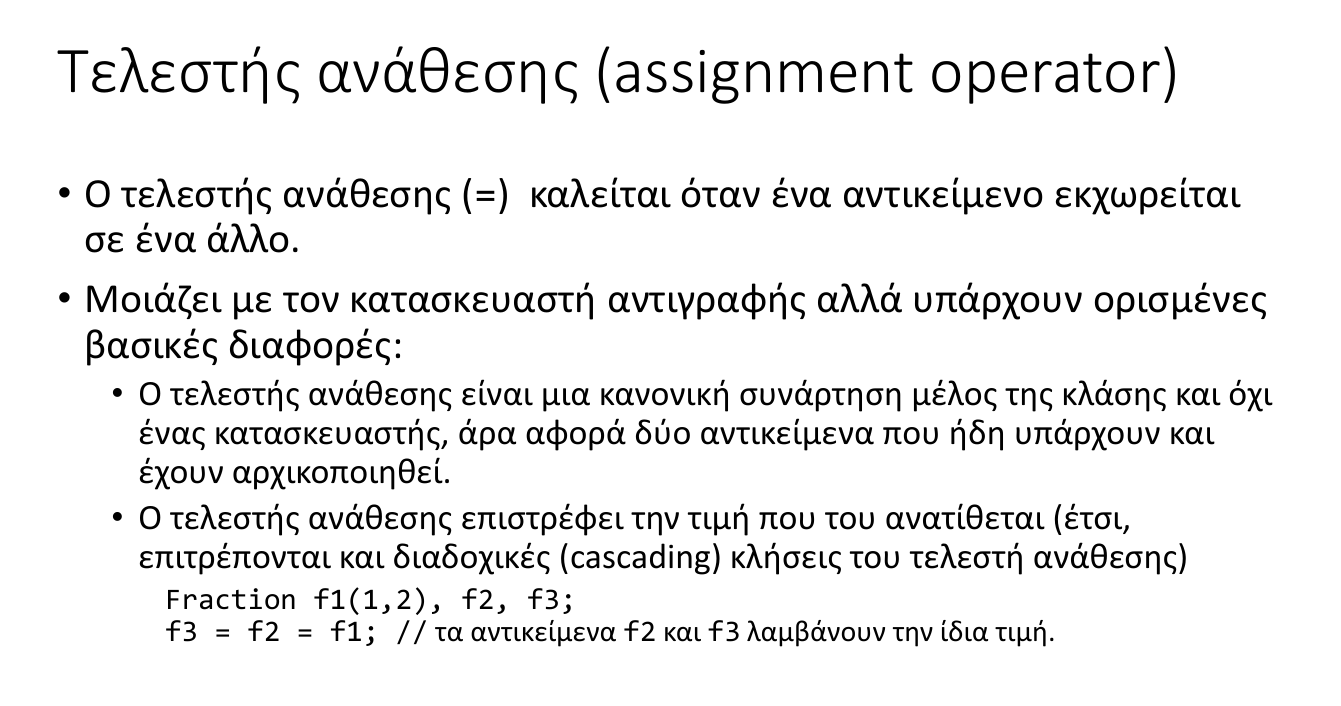 Τελεστής ανάθεσης (assignment operator)
• Ο τελεστής ανάθεσης (=)  καλείται όταν ένα αντικείμενο εκχωρείται
σε ένα άλλο.
• Μοιάζει με τον κατασκευαστή αντιγραφής αλλά υπάρχουν ορισμένες
βασικές διαφορές:
• Ο τελεστής ανάθεσης είναι μια κανονική συνάρτηση μέλος της κλάσης και όχι
ένας κατασκευαστής, άρα αφορά δύο αντικείμενα που ήδη υπάρχουν και
έχουν αρχικοποιηθεί.
• Ο τελεστής ανάθεσης επιστρέφει την τιμή που του ανατίθεται (έτσι,
επιτρέπονται και διαδοχικές (cascading) κλήσεις του τελεστή ανάθεσης)
Fraction f1(1,2), f2, f3;
f3 = f2 = f1; // τα αντικείμενα f2 και f3 λαμβάνουν την ίδια τιμή.